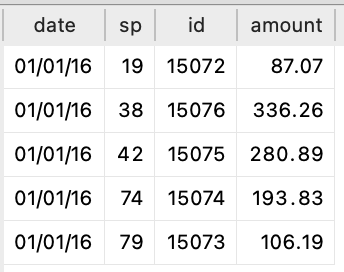 date sp id amount
01/01/16 19 15072 87.07
01/01/16 38 15076 336.26
01/01/16 42 15075 280.89
01/01/16 74 15074 193.83
01/01/16 79 15073 106.19